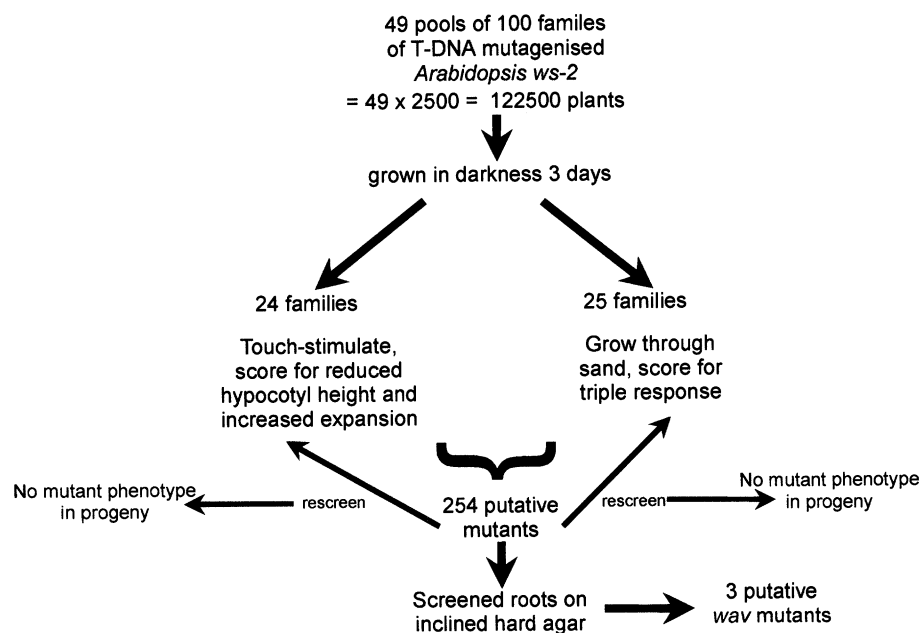 49 pools of 100 familes
of T-DNA mutagenised
Arabidopsis ws-2
= 49 x 2500 = 122500 plants
grown in darkness 3 days
24 families
Touch-stimulate,
score for reduced
hypocotyl height and
increased expansion
25 families
Grow through
sand, score for
triple response
No mutant phenotype
in progeny
rescreen
254 putative
mutants
rescreen
No mutant phenotype
in progeny
Screened roots on
inclined hard agar
3 putative
wav mutants